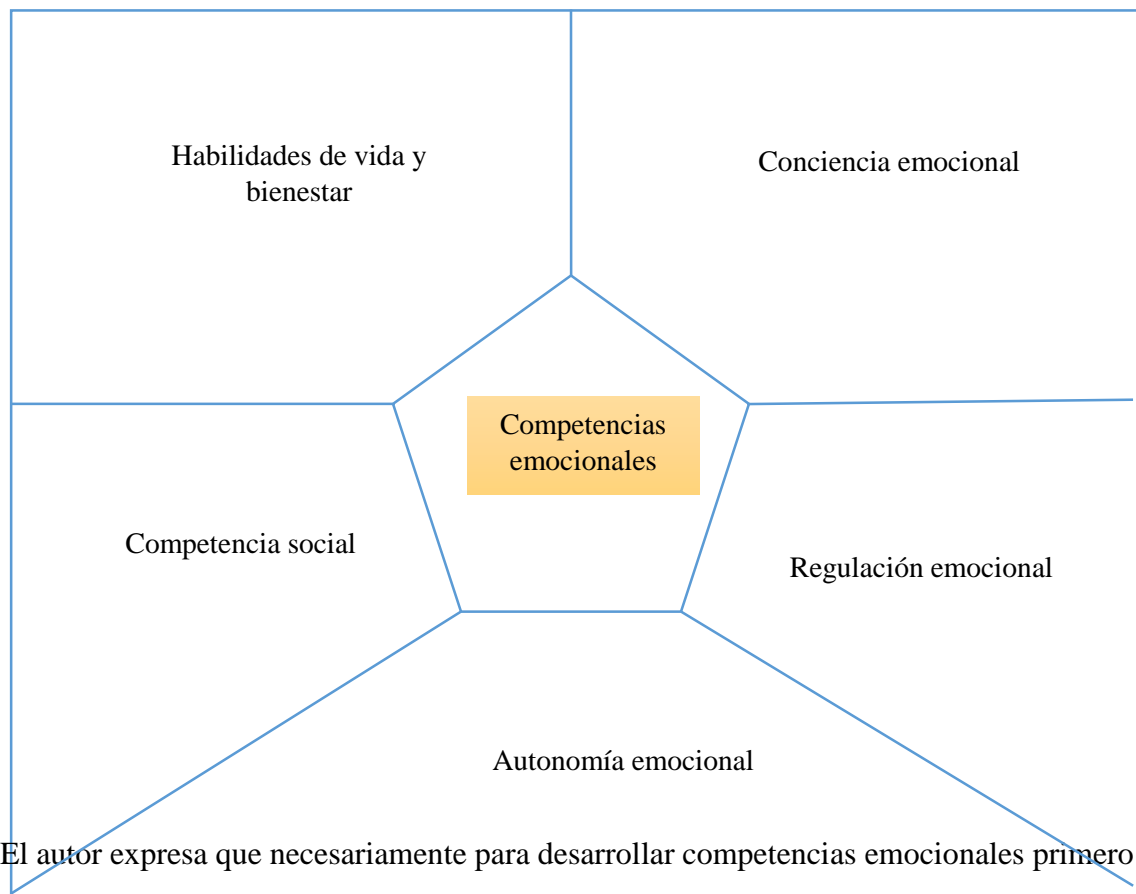 Habilidades de vida y
bienestar
Conciencia emocional
Competencias
emocionales
Competencia social
Regulación emocional
Autonomía emocional
El autor expresa que necesariamente para desarrollar competencias emocionales primero